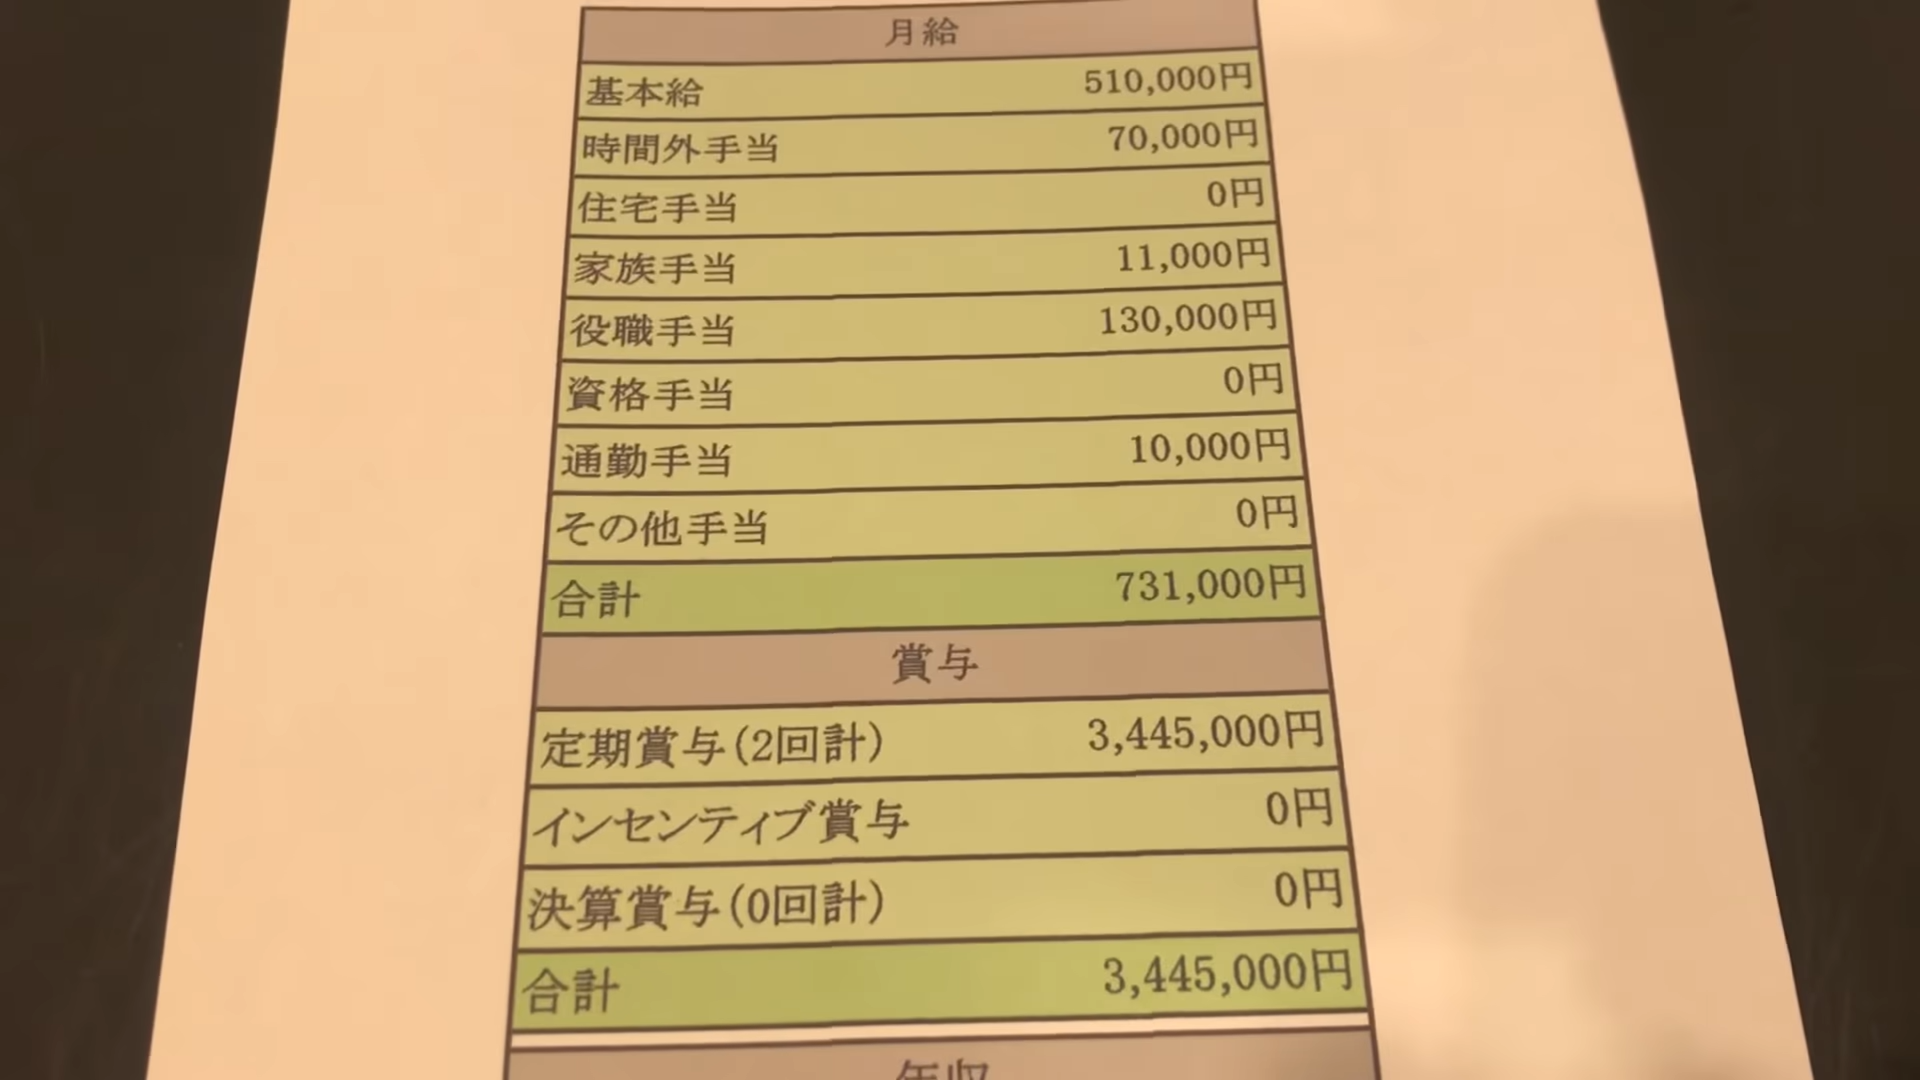 月給
基本給 510,000円
時間外手当 70,000円
住宅手当 0円
家族手当 11,000円
役職手当 130,000円
資格手当 0円
通勤手当 10,000円
その他手当 0円
合計 731,000円
賞与
定期賞与(2回計) 3,445,000円
インセンティブ賞与 0円
決算賞与(0回計) 0円
合計 3,445,000円
年収